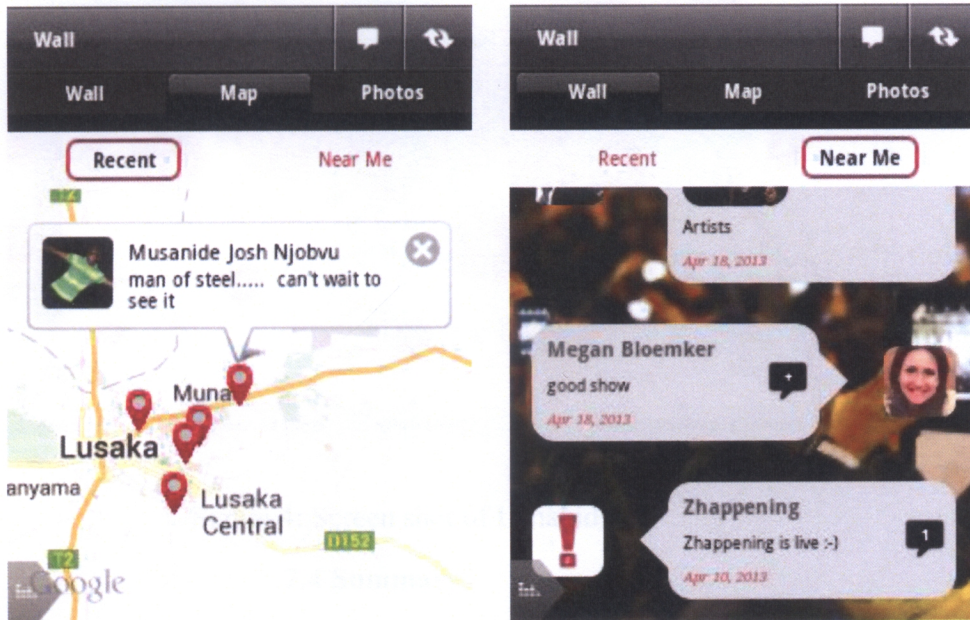 Wall
Wall Map Photos
Recent Near Me
T2
Musanide Josh Njobvu
man of steel..... can't wait to
see it
Muna
Lusaka
anyama
Lusaka
Central
D152
T2
Google
Wall
Wall Map Photos
Recent Near Me
Artists
Apr 18, 2013
Megan Bloemker
good show
+
Apr 18, 2013
Zhappening
Zhappening is live :-)
1
Apr 10, 2013